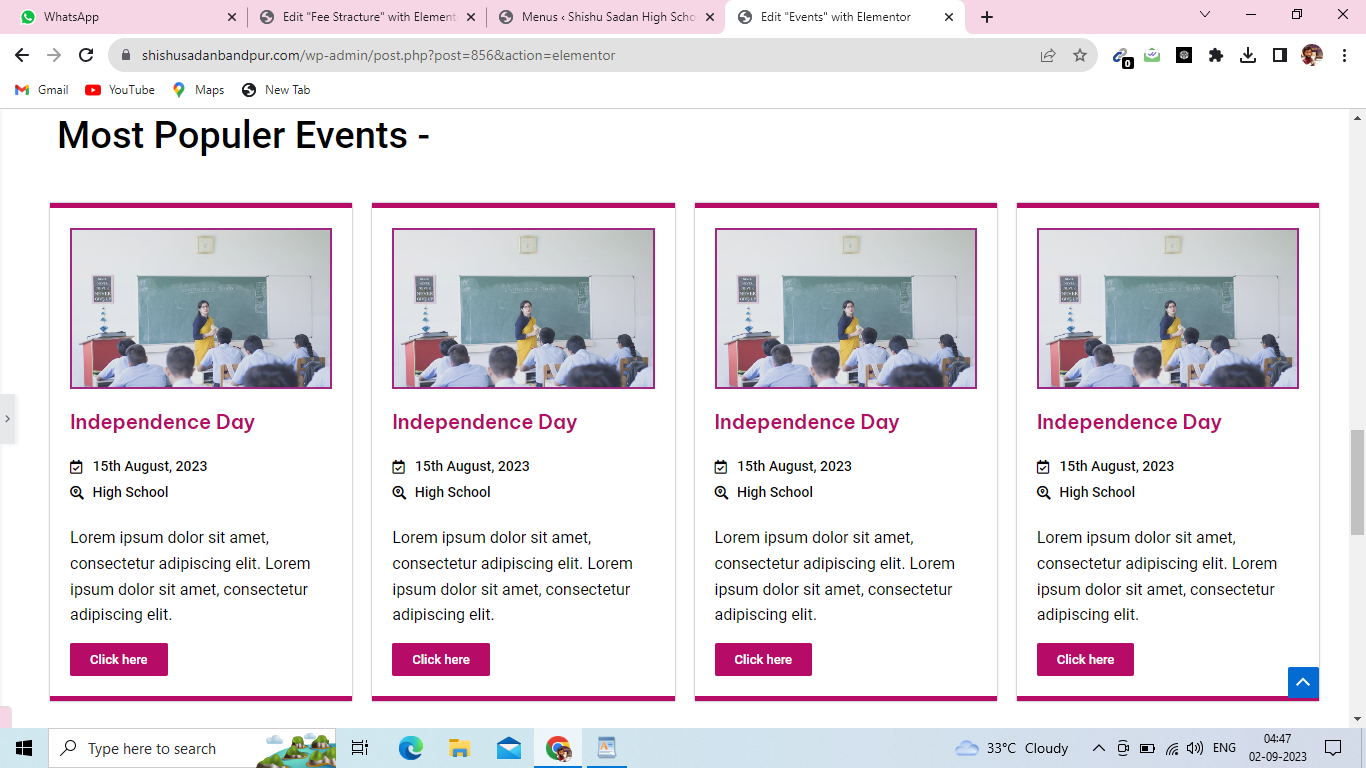 WhatsApp
Edit "Fee Stracture" with Element
Menus ‹ Shishu Sadan High Scho
Edit "Events" with Elementor
shishusadanbandpur.com/wp-admin/post.php?post=856&action=elementor
0
Gmail
YouTube
Maps
New Tab
Most Populer Events -
Independence Day
15th August, 2023
High School
Lorem ipsum dolor sit amet,
consectetur adipiscing elit. Lorem
ipsum dolor sit amet, consectetur
adipiscing elit.
Click here
Independence Day
15th August, 2023
High School
Lorem ipsum dolor sit amet,
consectetur adipiscing elit. Lorem
ipsum dolor sit amet, consectetur
adipiscing elit.
Click here
Independence Day
15th August, 2023
High School
Lorem ipsum dolor sit amet,
consectetur adipiscing elit. Lorem
ipsum dolor sit amet, consectetur
adipiscing elit.
Click here
Independence Day
15th August, 2023
High School
Lorem ipsum dolor sit amet,
consectetur adipiscing elit. Lorem
ipsum dolor sit amet, consectetur
adipiscing elit.
Click here
Type here to search
33°C Cloudy
ENG
04:47
02-09-2023